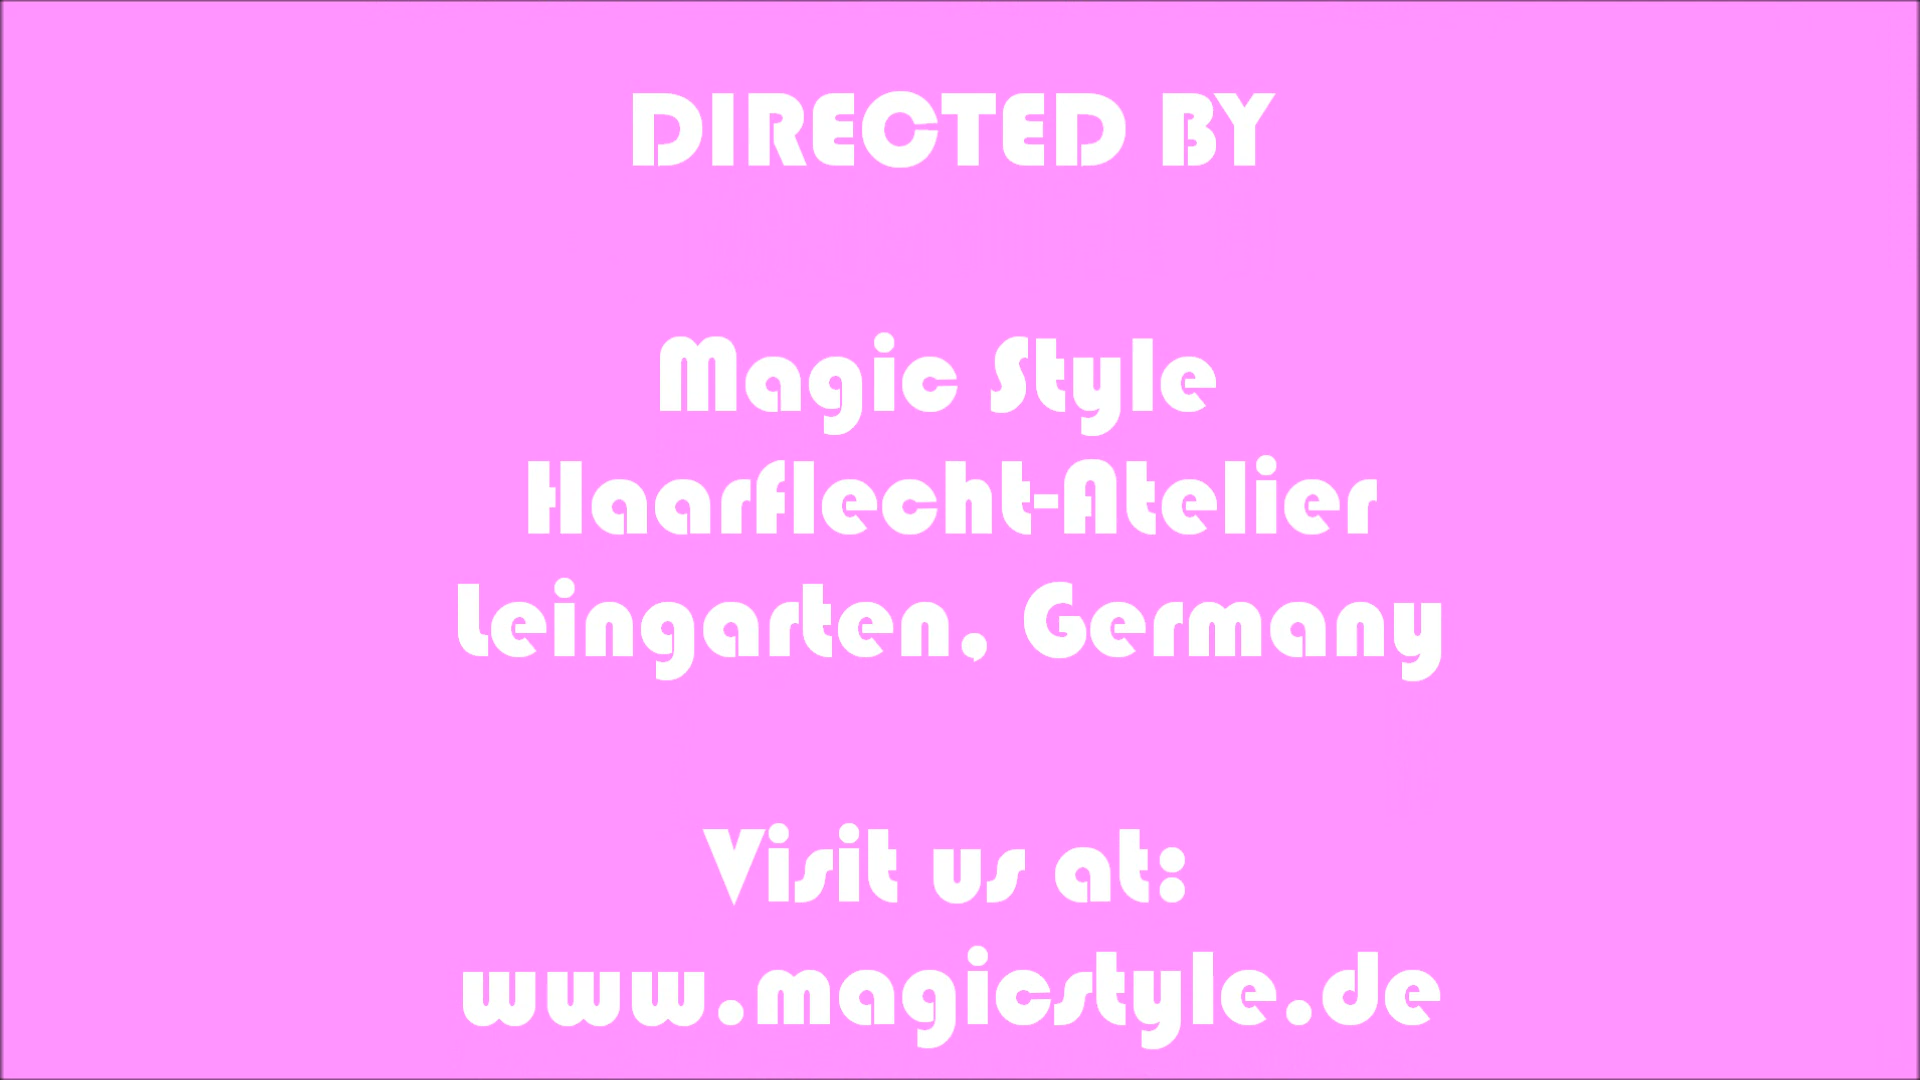 DIRECTED BY
Magic Style
Haarflecht-Atelier
Leingarten, Germany
Visit us at:
www.magicstyle.de